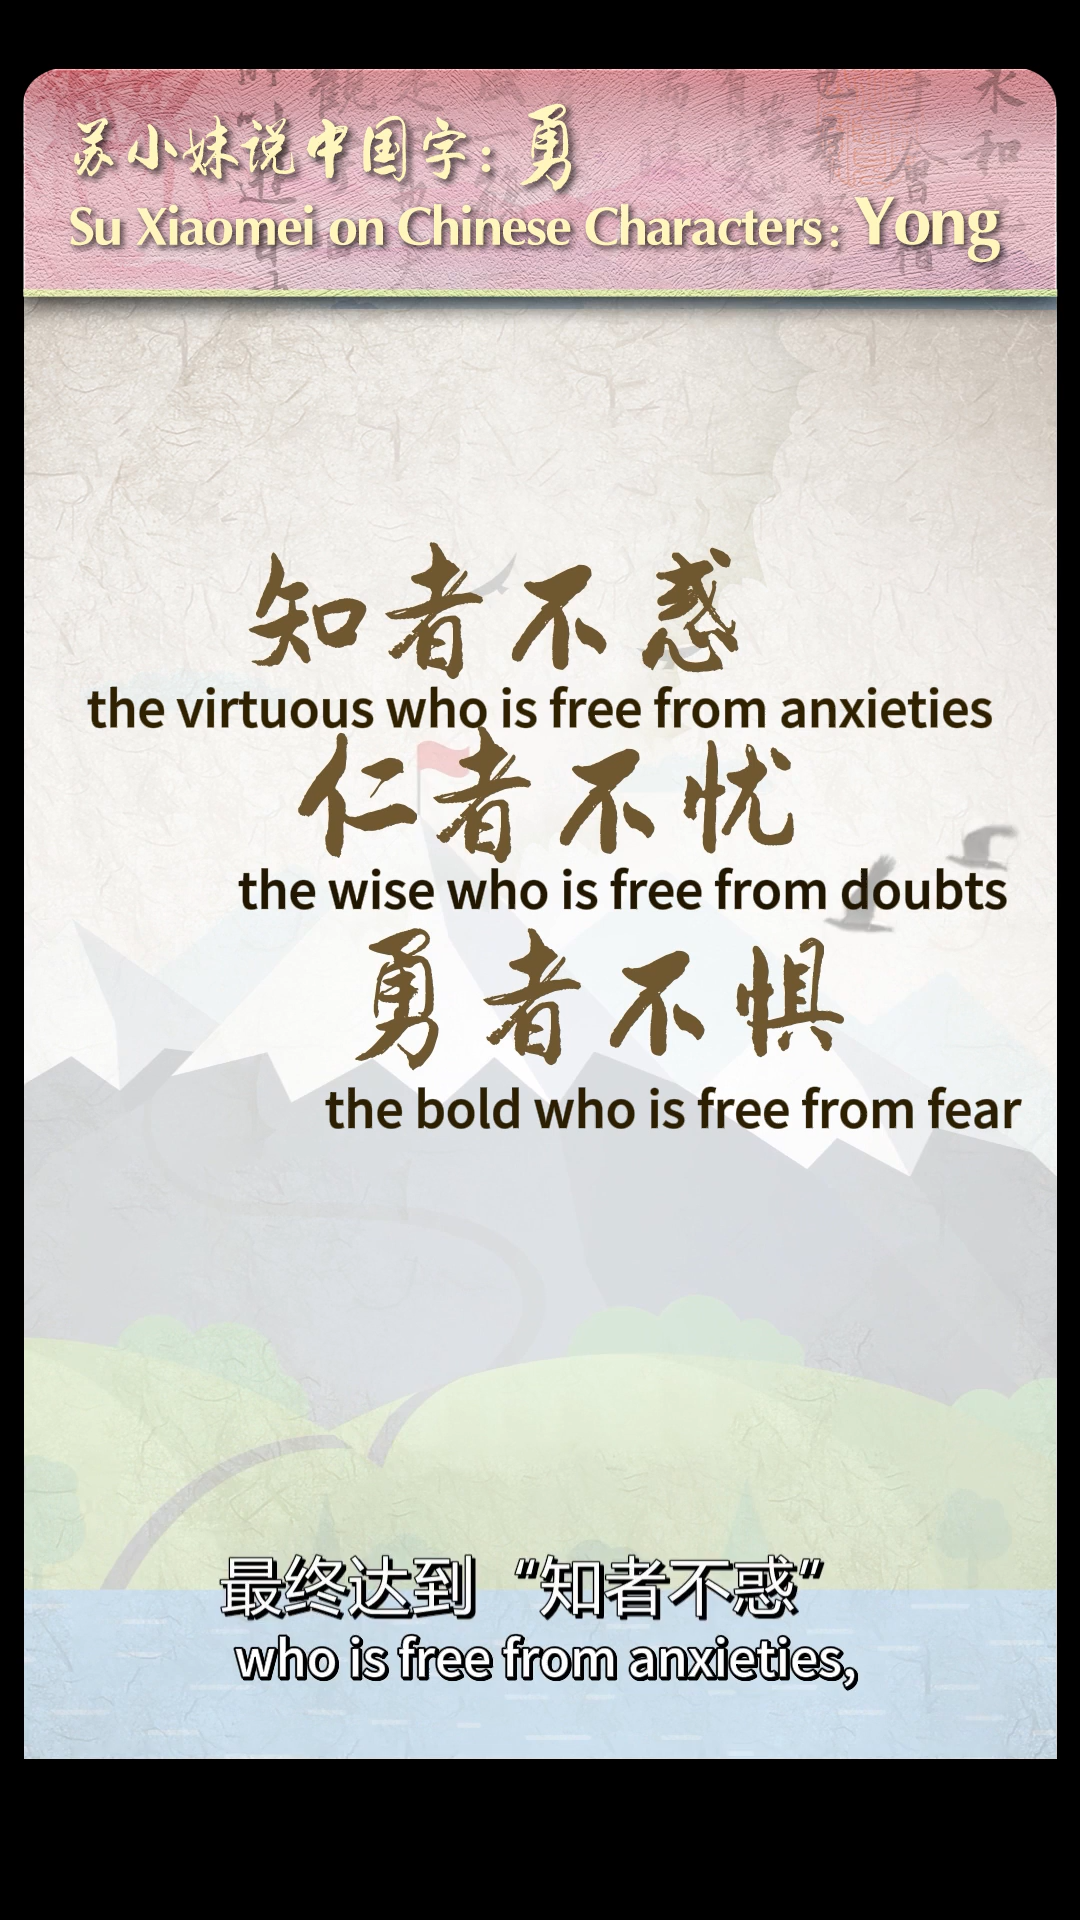 苏小妹说中国字：勇
Su Xiaomei on Chinese Characters: Yong
知者不惑
the virtuous who is free from anxieties
仁者不忧
the wise who is free from doubts
勇者不惧
the bold who is free from fear
最终达到“知者不惑”
who is free from anxieties,